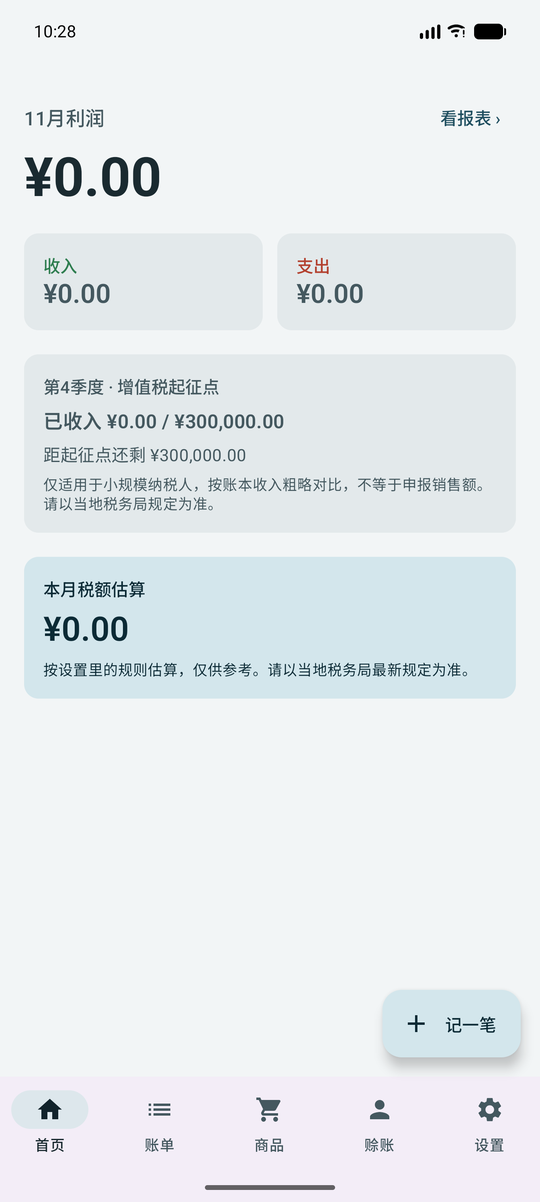 10:28
11月利润
看报表 ›
¥0.00
收入
¥0.00
支出
¥0.00
第4季度 · 增值税起征点
已收入 ¥0.00 / ¥300,000.00
距起征点还剩 ¥300,000.00
仅适用于小规模纳税人，按账本收入粗略对比，不等于申报销售额。
请以当地税务局规定为准。
本月税额估算
¥0.00
按设置里的规则估算，仅供参考。请以当地税务局最新规定为准。
记一笔
首页
账单
商品
赊账
设置